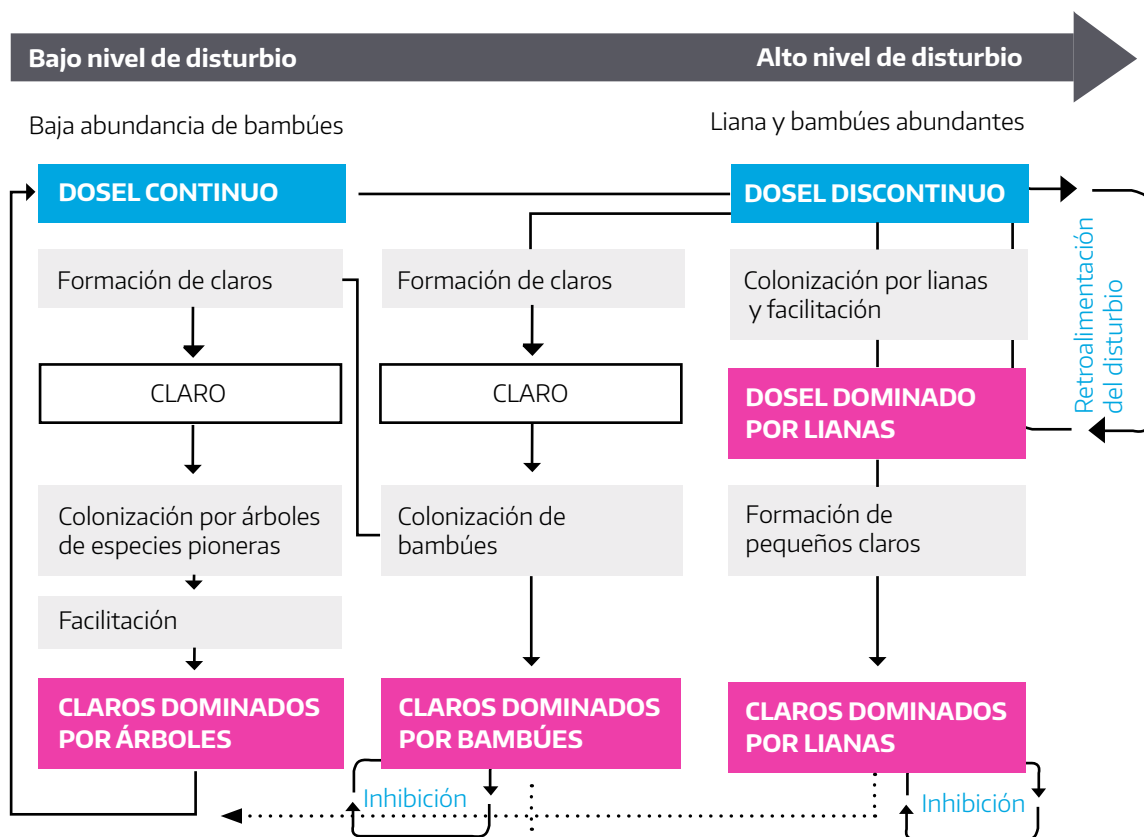 Bajo nivel de disturbio
Alto nivel de disturbio
Baja abundancia de bambúes
Liana y bambúes abundantes
DOSEL CONTINUO
DOSEL DISCONTINUO
Formación de claros
Formación de claros
Colonización por lianas
y facilitación
Retroalimentación
del disturbio
CLARO
CLARO
DOSEL DOMINADO
POR LIANAS
Colonización por árboles
de especies pioneras
Colonización de
bambúes
Formación de
pequeños claros
Facilitación
CLAROS DOMINADOS
POR ÁRBOLES
CLAROS DOMINADOS
POR BAMBÚES
CLAROS DOMINADOS
POR LIANAS
Inhibición
Inhibición